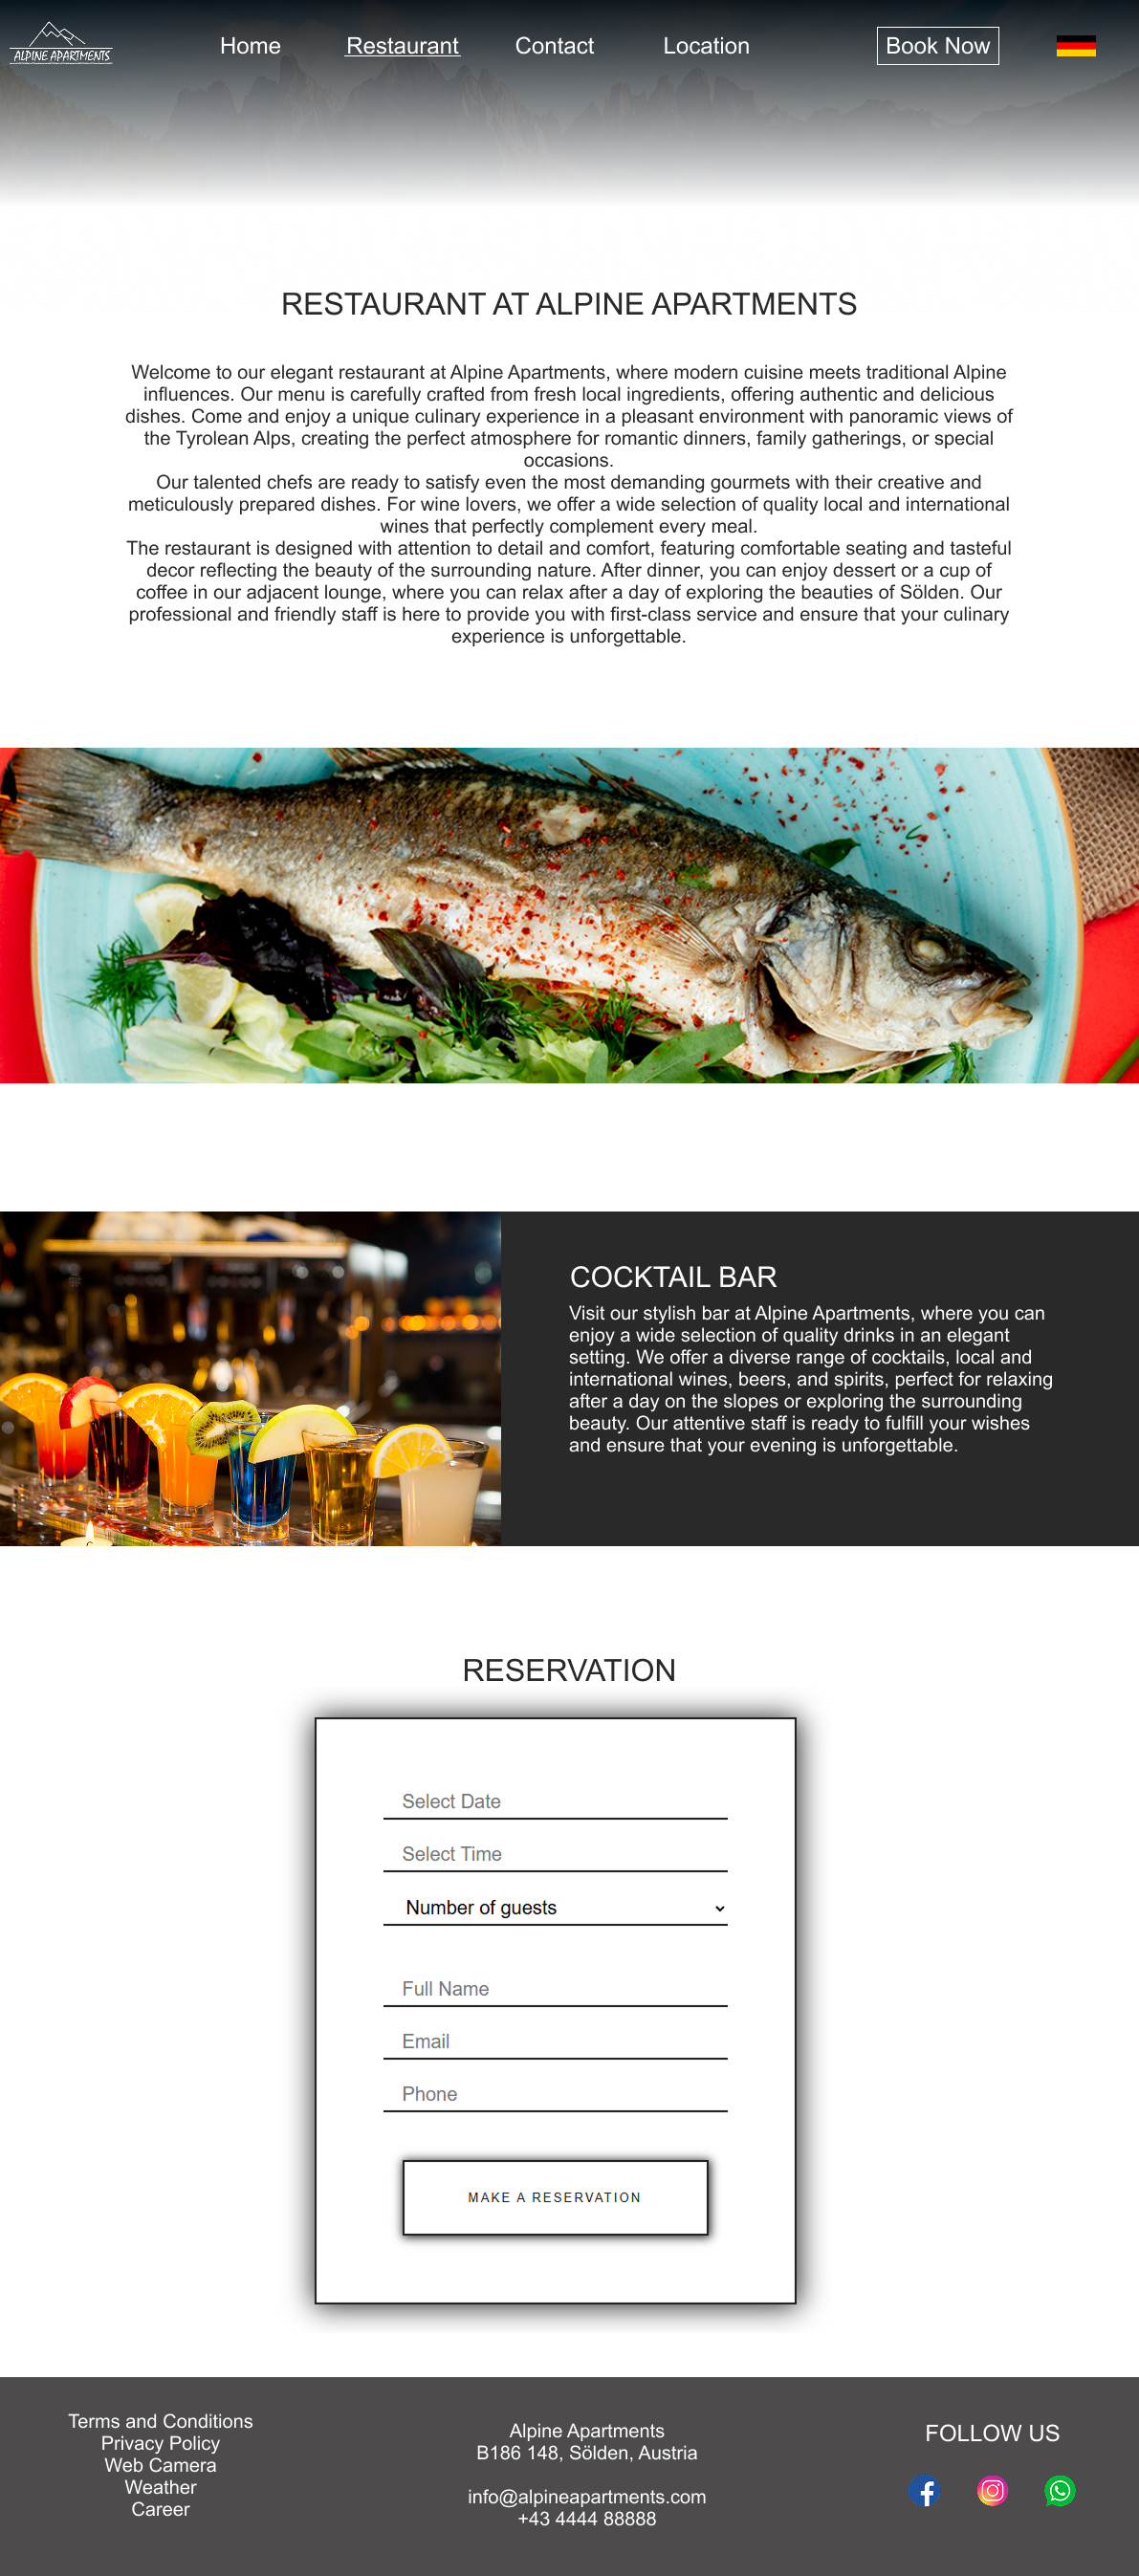 ALPINE APARTMENTS
Home
Restaurant
Contact
Location
Book Now
RESTAURANT AT ALPINE APARTMENTS
Welcome to our elegant restaurant at Alpine Apartments, where modern cuisine meets traditional Alpine
influences. Our menu is carefully crafted from fresh local ingredients, offering authentic and delicious
dishes. Come and enjoy a unique culinary experience in a pleasant environment with panoramic views of
the Tyrolean Alps, creating the perfect atmosphere for romantic dinners, family gatherings, or special
occasions.
Our talented chefs are ready to satisfy even the most demanding gourmets with their creative and
meticulously prepared dishes. For wine lovers, we offer a wide selection of quality local and international
wines that perfectly complement every meal.
The restaurant is designed with attention to detail and comfort, featuring comfortable seating and tasteful
decor reflecting the beauty of the surrounding nature. After dinner, you can enjoy dessert or a cup of
coffee in our adjacent lounge, where you can relax after a day of exploring the beauties of Sölden. Our
professional and friendly staff is here to provide you with first-class service and ensure that your culinary
experience is unforgettable.
COCKTAIL BAR
Visit our stylish bar at Alpine Apartments, where you can
enjoy a wide selection of quality drinks in an elegant
setting. We offer a diverse range of cocktails, local and
international wines, beers, and spirits, perfect for relaxing
after a day on the slopes or exploring the surrounding
beauty. Our attentive staff is ready to fulfill your wishes
and ensure that your evening is unforgettable.
RESERVATION
Select Date
Select Time
Number of guests
Full Name
Email
Phone
MAKE A RESERVATION
Terms and Conditions
Privacy Policy
Web Camera
Weather
Career
Alpine Apartments
B186 148, Sölden, Austria
info@alpineapartments.com
+43 4444 88888
FOLLOW US